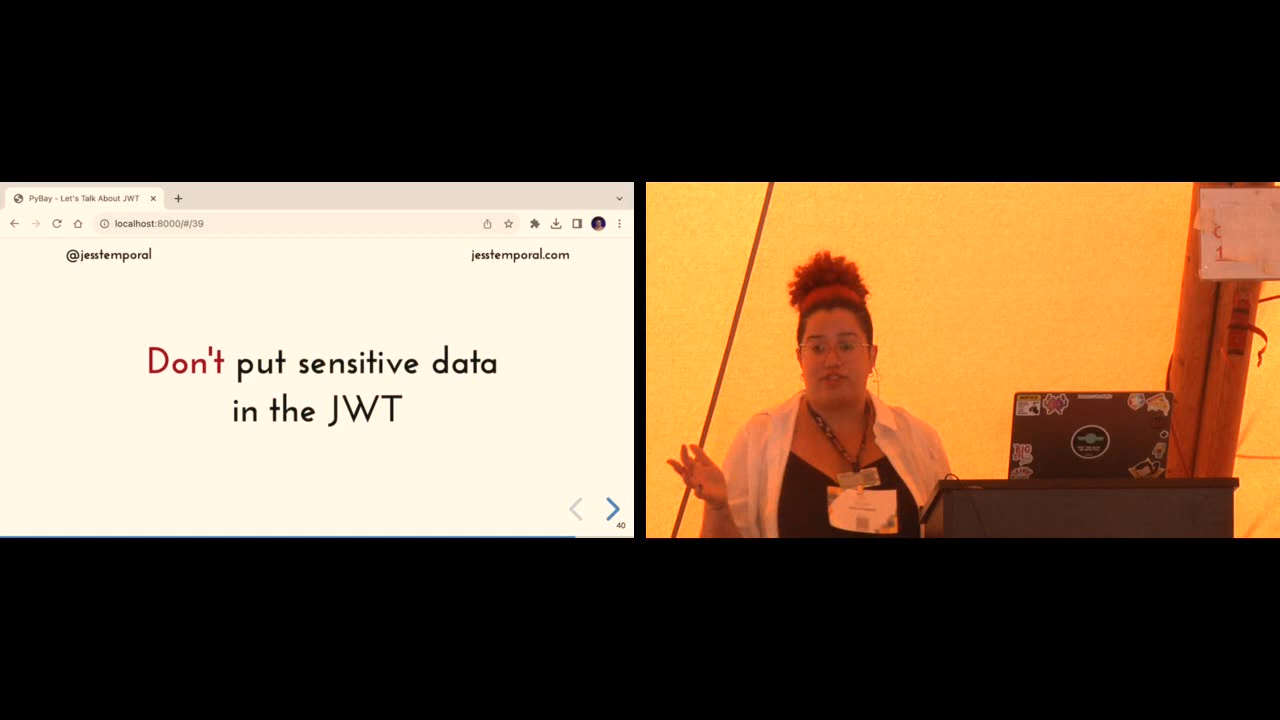 PyBay - Let's Talk About JWT
localhost:8000/#/39
@jesstemporal
jesstemporal.com
Don't put sensitive data
in the JWT
40
BIG